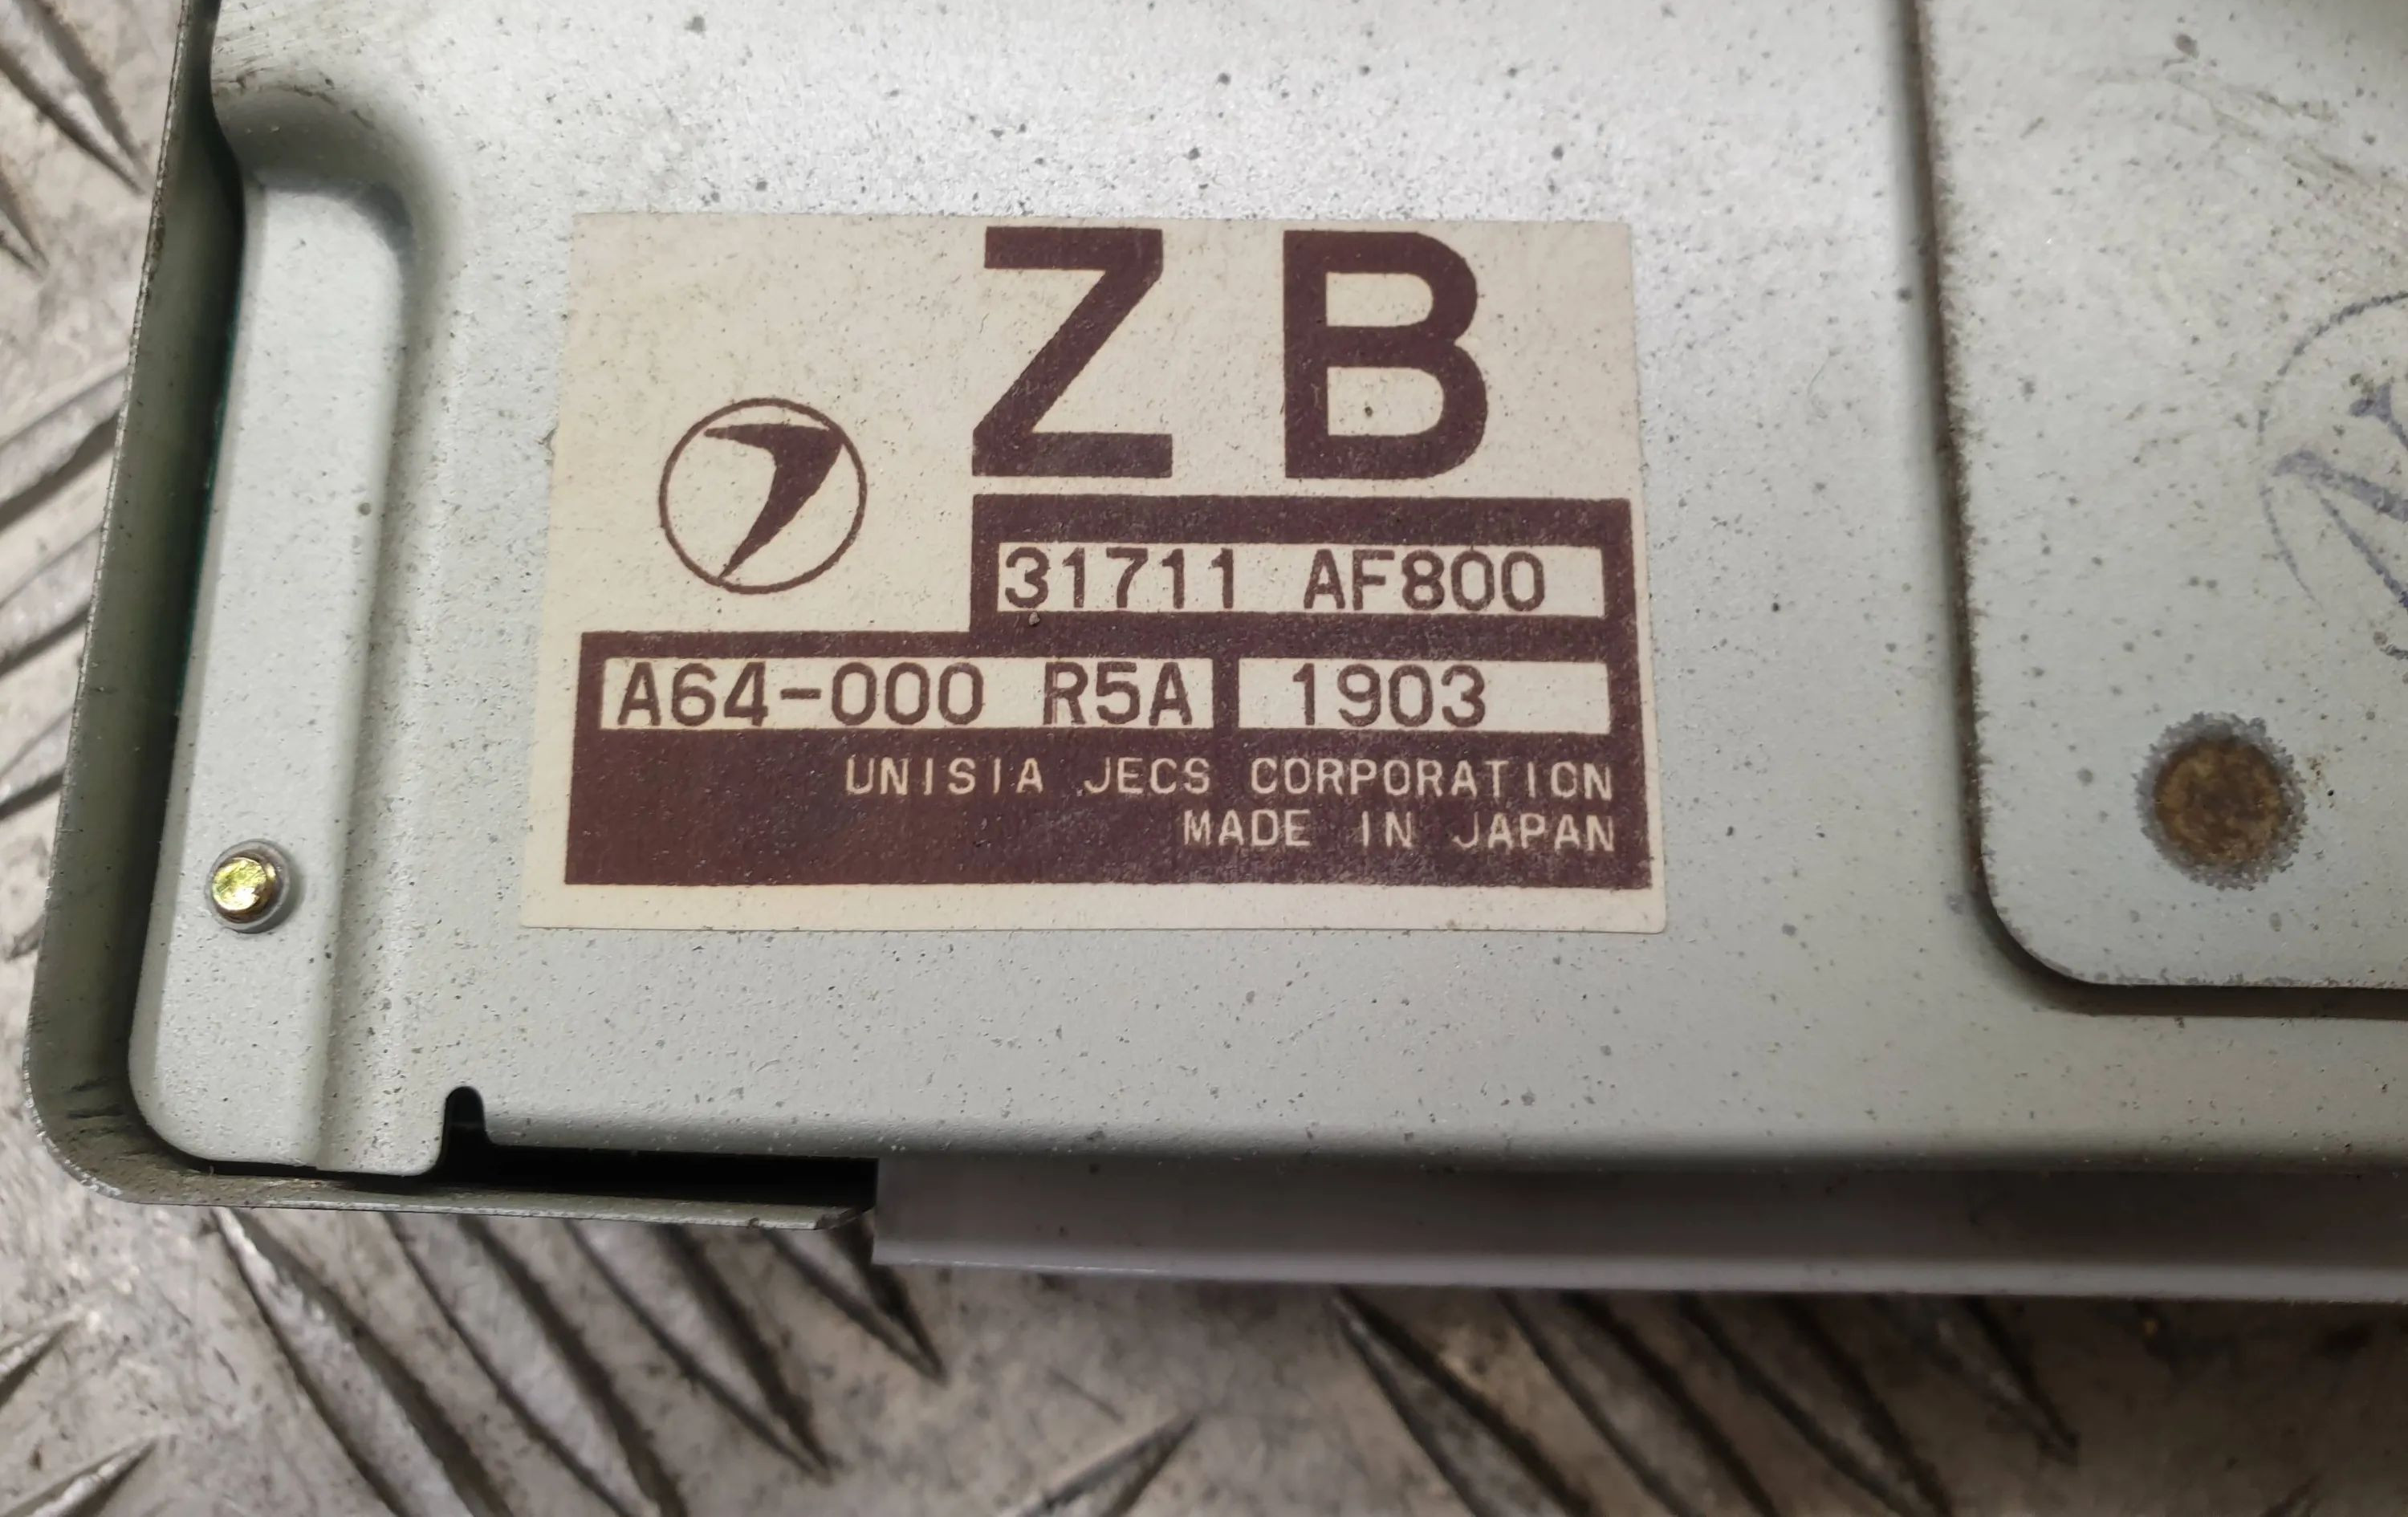 ZB
31711 AF800
A64-000 R5A 1903
UNISIA JECS CORPORATION
MADE IN JAPAN